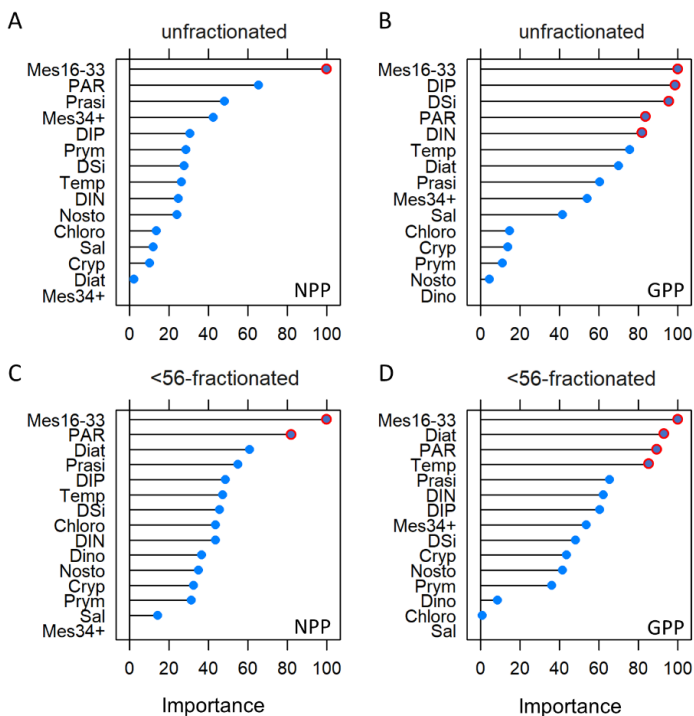 A
unfractionated
Mes16-33
PAR
Prasi
Mes34+
DIP
Prym
DSi
Temp
DIN
Nosto
Chloro
Sal
Cryp
Diat
Mes34+
NPP
0 20 40 60 80 100
B
unfractionated
Mes16-33
DIP
DSi
PAR
DIN
Temp
Diat
Prasi
Mes34+
Sal
Chloro
Cryp
Prym
Nosto
Dino
GPP
0 20 40 60 80 100
C
<56-fractionated
Mes16-33
PAR
Diat
Prasi
DIP
Temp
DSi
Chloro
DIN
Dino
Nosto
Cryp
Prym
Sal
Mes34+
NPP
0 20 40 60 80 100
Importance
D
<56-fractionated
Mes16-33
Diat
PAR
Temp
Prasi
DIN
DIP
Mes34+
DSi
Cryp
Nosto
Prym
Dino
Chloro
Sal
GPP
0 20 40 60 80 100
Importance